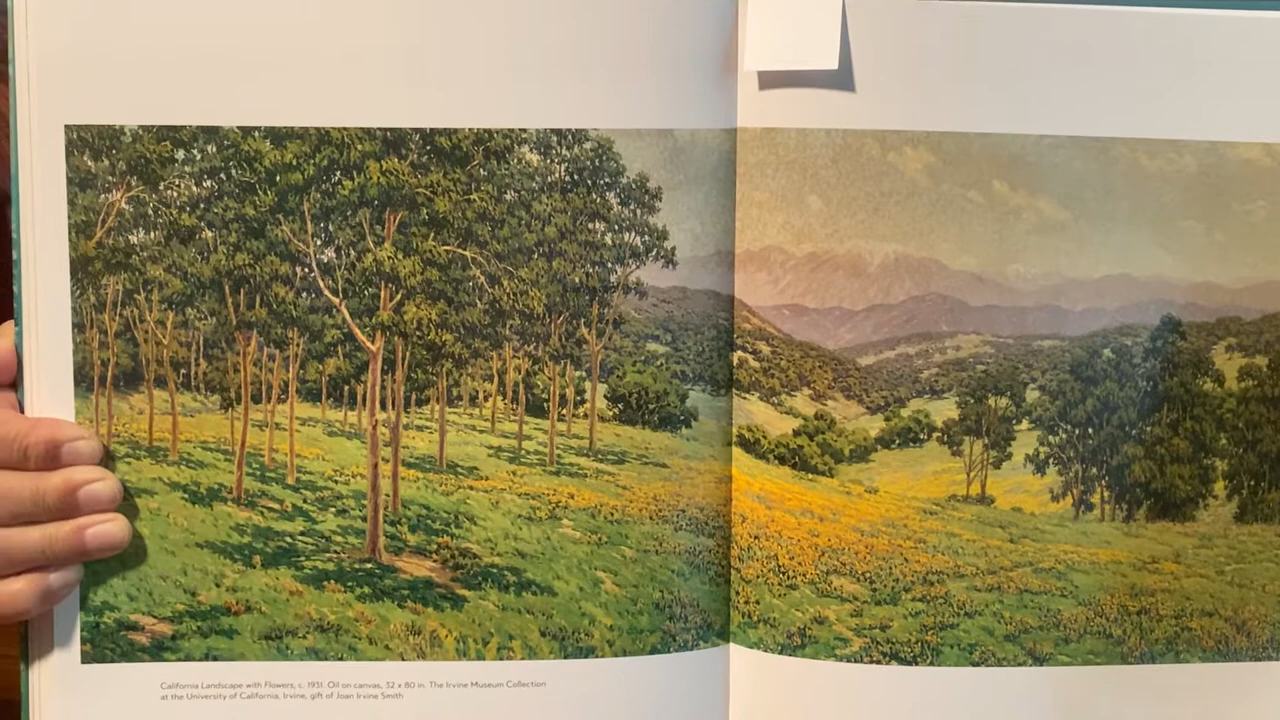 California Landscape with Flowers, c. 1931. Oil on canvas, 32 x 80 in. The Irvine Museum Collection
at the University of California, Irvine, gift of Joan Irvine Smith